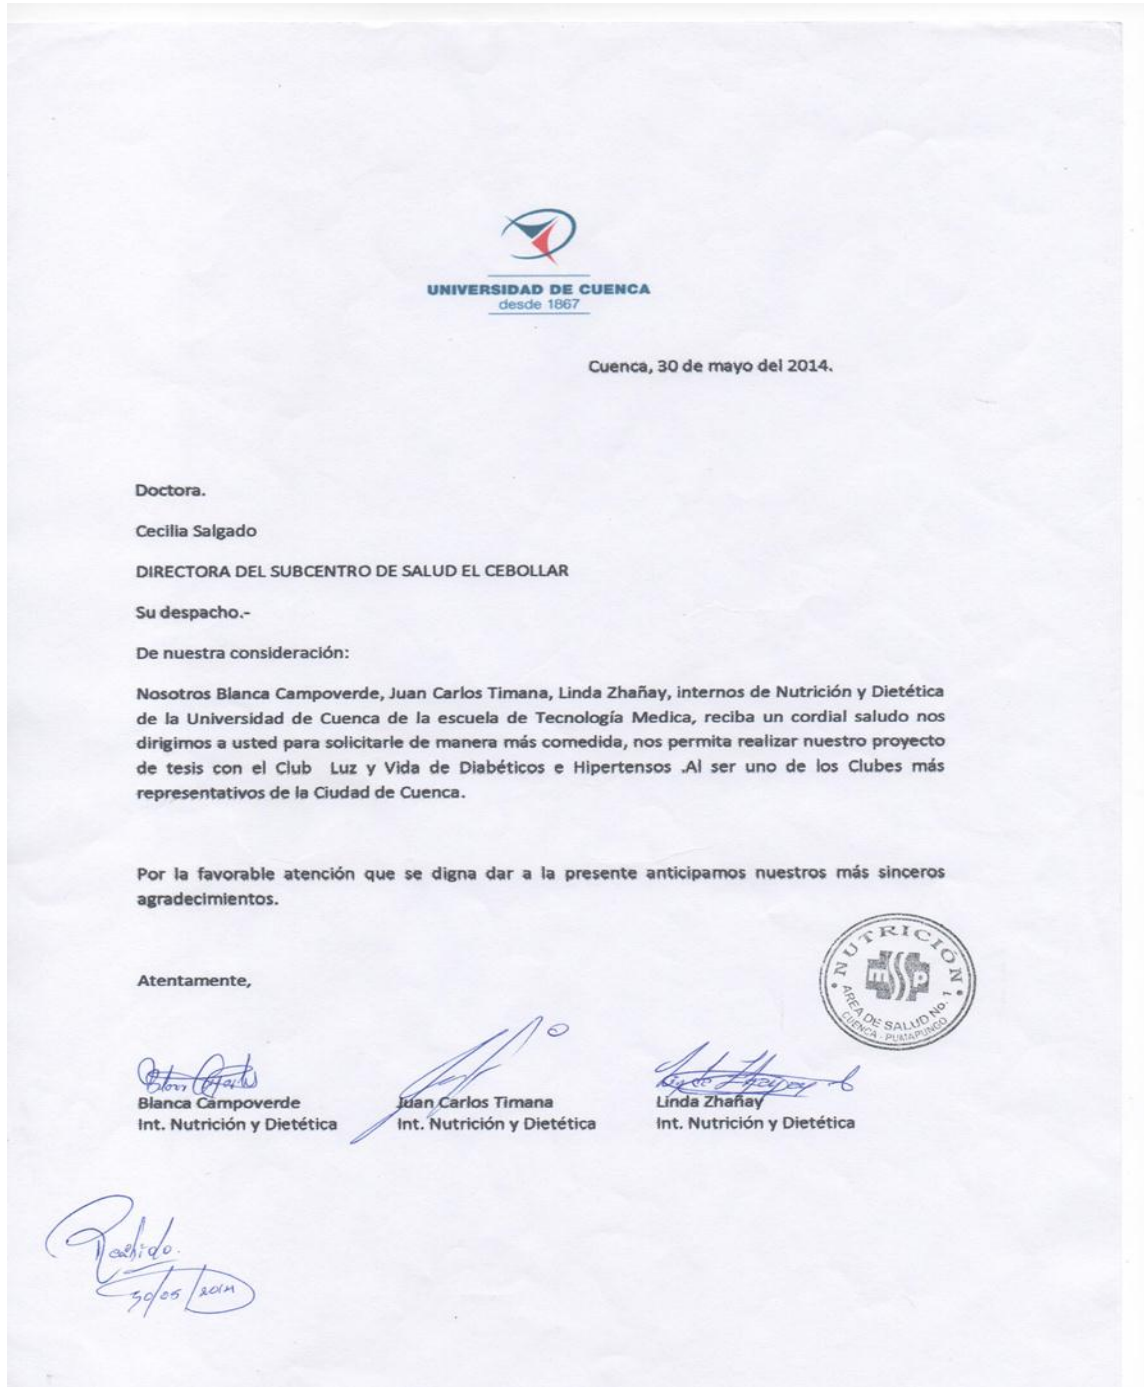 UNIVERSIDAD DE CUENCA
desde 1867
Cuenca, 30 de mayo del 2014.
Doctora.
Cecilia Salgado
DIRECTORA DEL SUBCENTRO DE SALUD EL CEBOLLAR
Su despacho.-
De nuestra consideración:
Nosotros Blanca Campoverde, Juan Carlos Timana, Linda Zhañay, internos de Nutrición y Dietética
de la Universidad de Cuenca de la escuela de Tecnología Medica, reciba un cordial saludo nos
dirigimos a usted para solicitarle de manera más comedida, nos permita realizar nuestro proyecto
de tesis con el Club Luz y Vida de Diabéticos e Hipertensos .Al ser uno de los Clubes más
representativos de la Ciudad de Cuenca.
Por la favorable atención que se digna dar a la presente anticipamos nuestros más sinceros
agradecimientos.
NUTRICIÓN
msp
AREA DE SALUD No. 1
CUENCA - PUMAPUNGO
Atentamente,
Linda Zhañay
Blanca Campoverde
Int. Nutrición y Dietética
Juan Carlos Timana
Int. Nutrición y Dietética
Linda Zhañay
Int. Nutrición y Dietética
Recibido.
30/05/2014